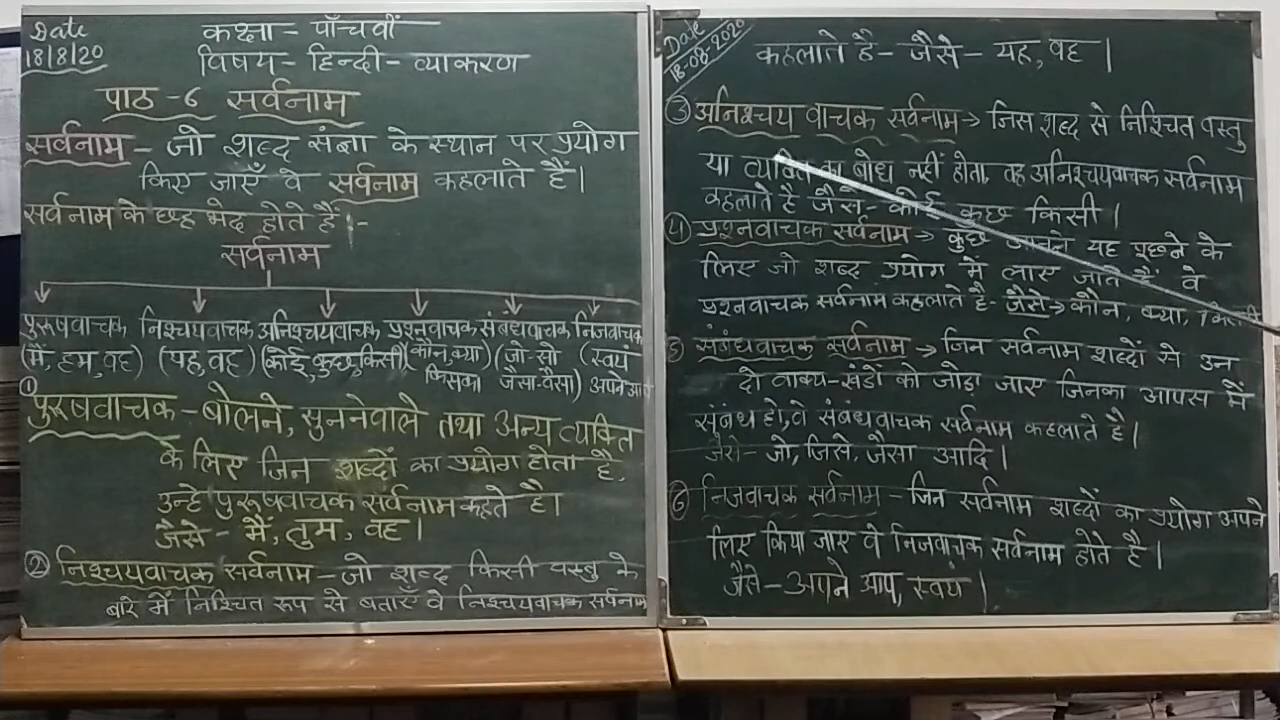 Date
18/8/20
कक्षा - पाँचवीं
विषय - हिन्दी - व्याकरण
पाठ - ६ सर्वनाम
सर्वनाम - जो शब्द संज्ञा के स्थान पर प्रयोग
किए जाएँ वे सर्वनाम कहलाते हैं।
सर्वनाम के छह भेद होते हैं :-
सर्वनाम
पुरूषवाचक निश्चयवाचक अनिश्चयवाचक प्रश्नवाचक संबंधवाचक निजवाचक
(मैं, हम, वह) (यह, वह) (कोई, कुछ, किसी) (कौन, क्या) (जो-सो (स्वयं
किसका जैसा-वैसा) अपने आप
① पुरूषवाचक - बोलने, सुननेवाले तथा अन्य व्यक्ति
के लिए जिन शब्दों का प्रयोग होता है,
उन्हे पुरूषवाचक सर्वनाम कहते है।
जैसे - मैं, तुम, वह।
② निश्चयवाचक सर्वनाम - जो शब्द किसी वस्तु के
बारे में निश्चित रूप से बताएँ वे निश्चयवाचक सर्वनाम
Date
18-08-2020
कहलाते है - जैसे - यह, वह।
③ अनिश्चय वाचक सर्वनाम → जिस शब्द से निश्चित वस्तु
या व्यक्ति का बोध नहीं होता, वह अनिश्चयवाचक सर्वनाम
कहलाते है जैसे - कोई कुछ किसी।
④ प्रश्नवाचक सर्वनाम → कुछ जानने यह पूछने के
लिए जो शब्द प्रयोग में लाए जाते हैं वे
प्रश्नवाचक सर्वनाम कहलाते है - जैसे → कौन, क्या,
⑤ संबंधवाचक सर्वनाम → जिन सर्वनाम शब्दों से उन
दो वाक्य-खंडों को जोड़ा जाए जिनका आपस में
संबंध हो, वे संबंधवाचक सर्वनाम कहलाते है।
जैसे - जो, जिसे, जैसा आदि।
⑥ निजवाचक सर्वनाम - जिन सर्वनाम शब्दों का प्रयोग अपने
लिए किया जाए वे निजवाचक सर्वनाम होते है।
जैसे - अपने आप, स्वयं।